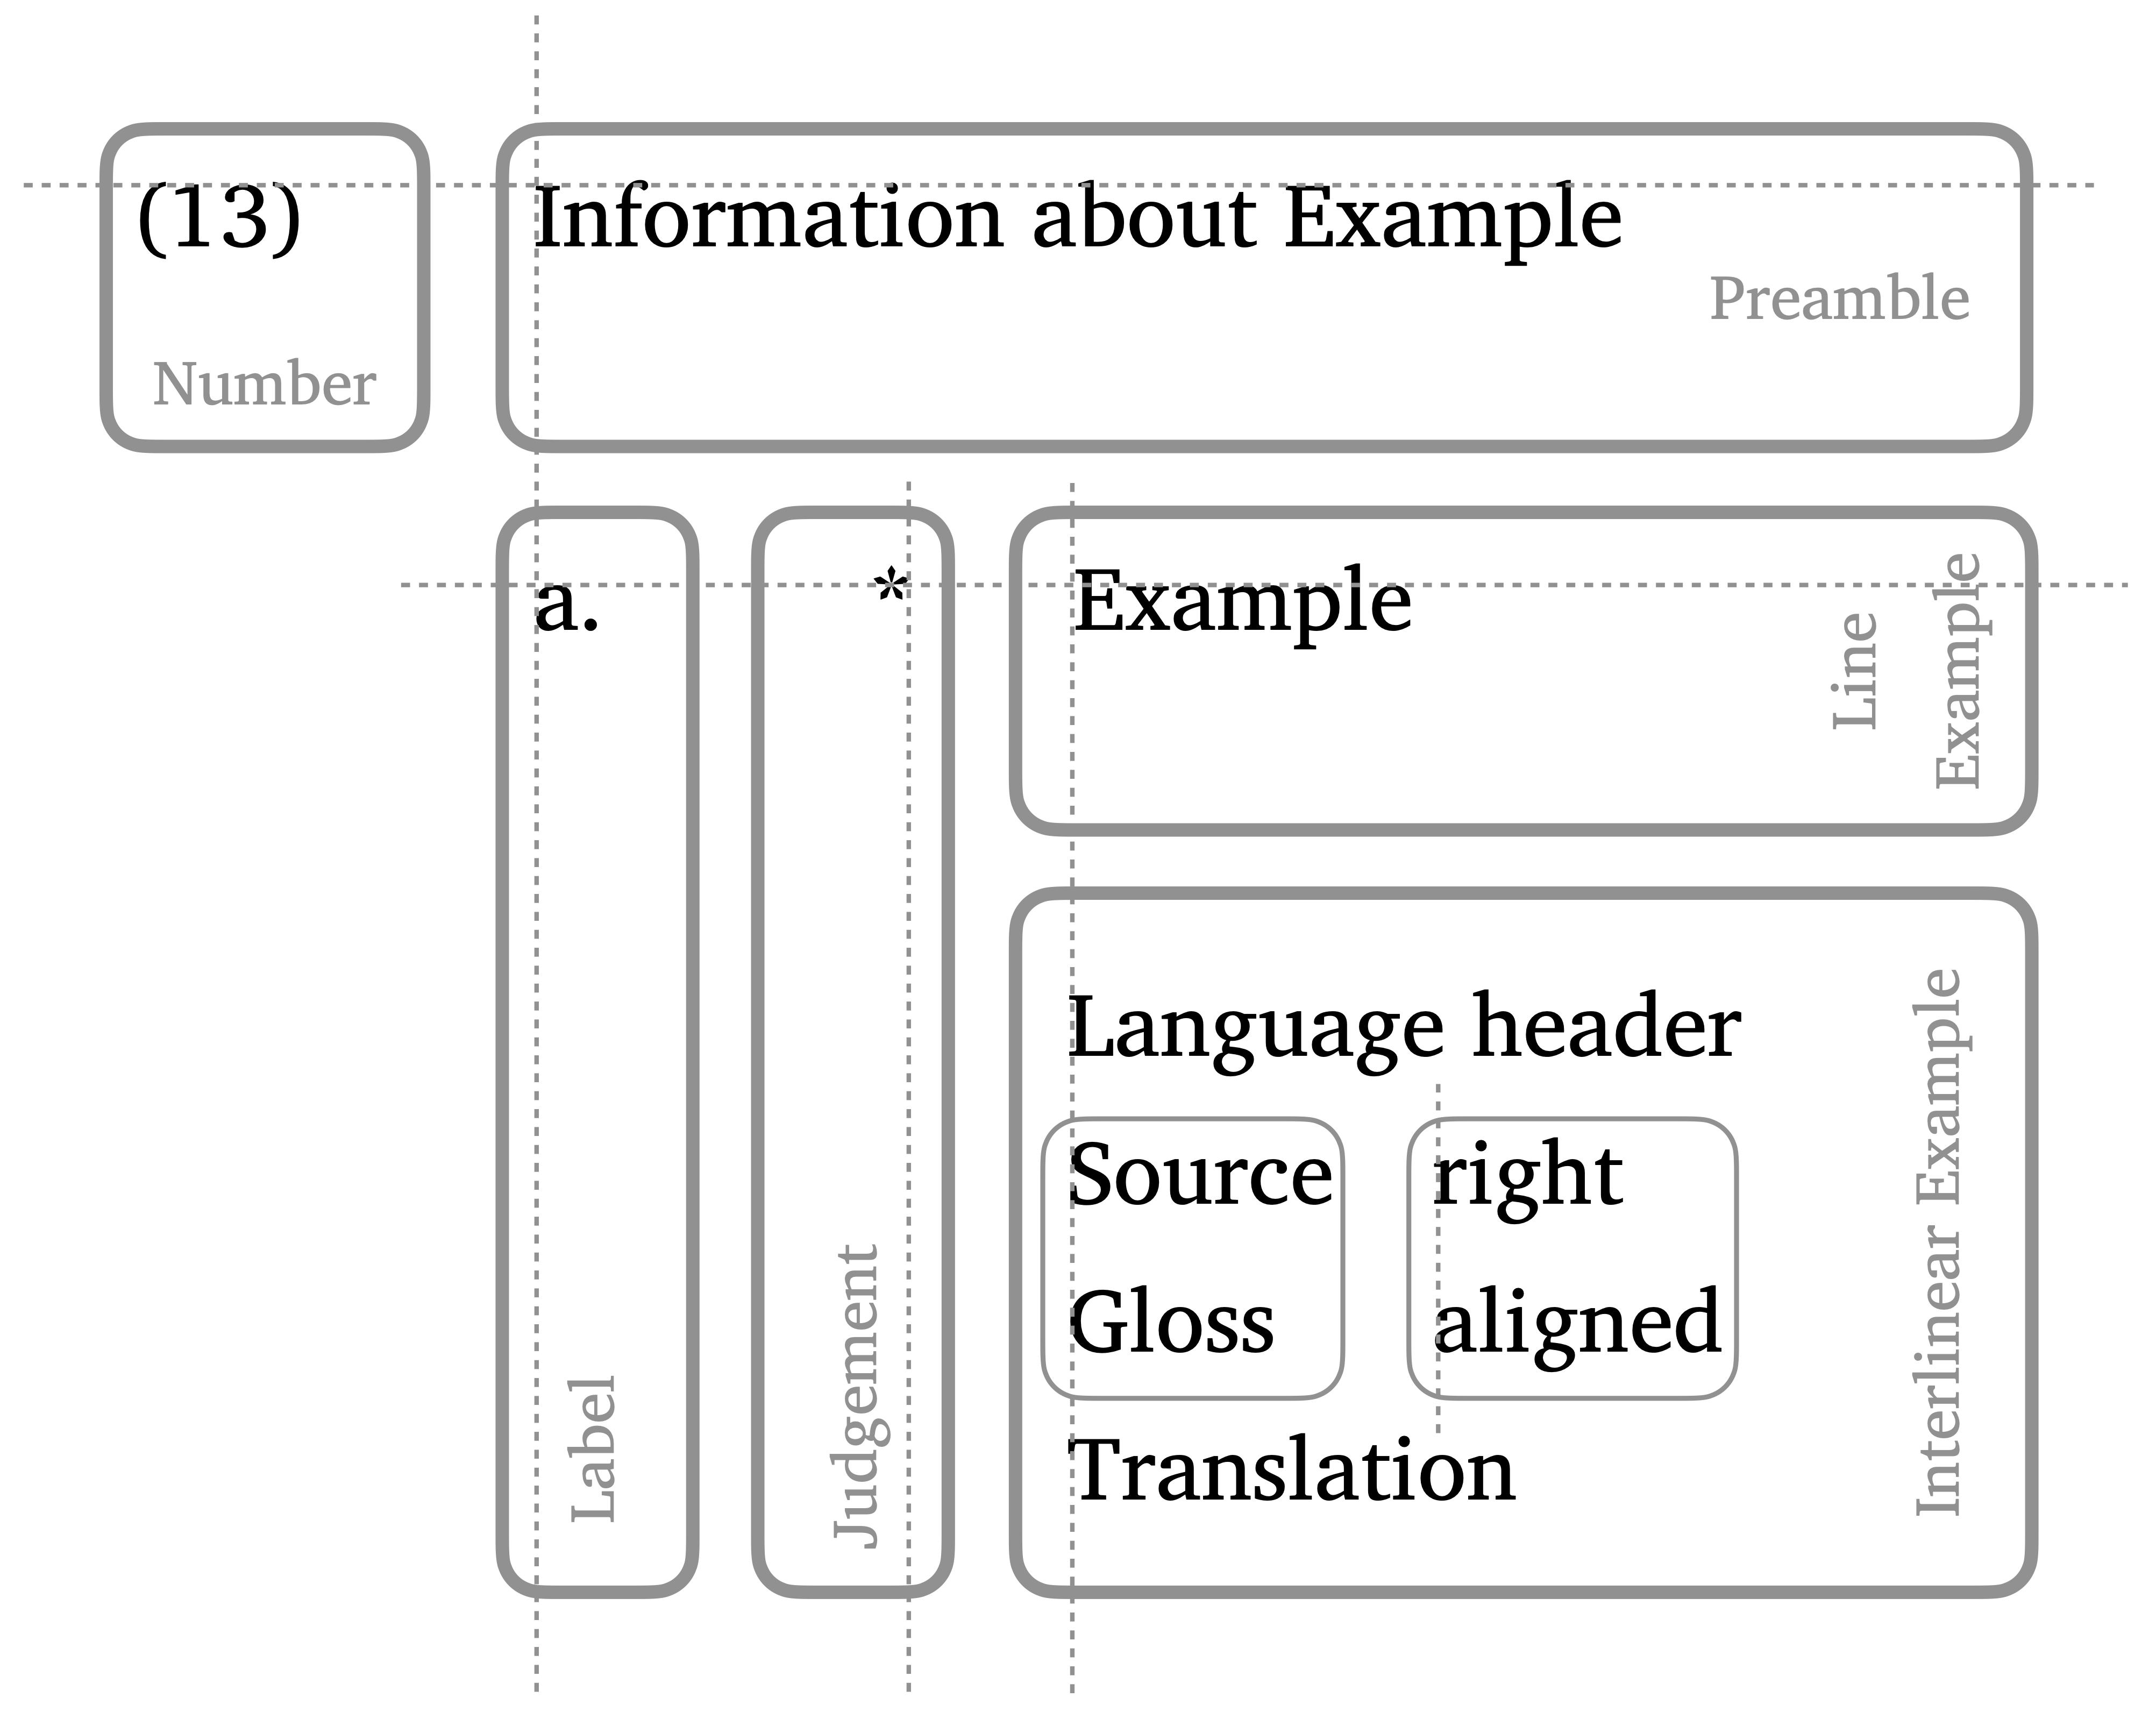 (13)
Information about Example
Preamble
Number
a.
*
Example
Line
Example
Language header
Source right
Gloss aligned
Translation
Label
Judgement
Interlinear Example